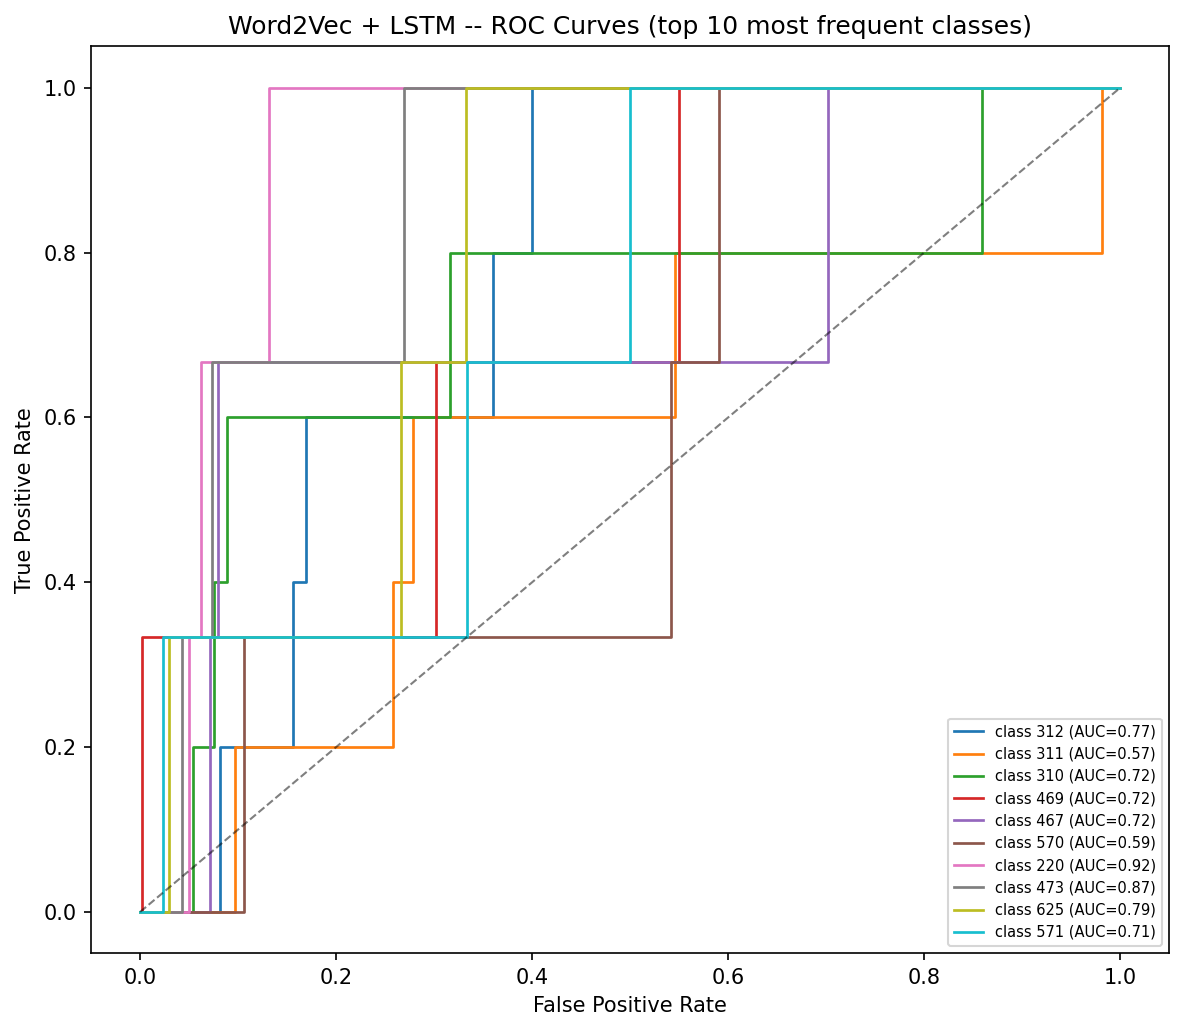 Word2Vec + LSTM -- ROC Curves (top 10 most frequent classes)
True Positive Rate
1.0
0.8
0.6
0.4
0.2
0.0
class 312 (AUC=0.77)
class 311 (AUC=0.57)
class 310 (AUC=0.72)
class 469 (AUC=0.72)
class 467 (AUC=0.72)
class 570 (AUC=0.59)
class 220 (AUC=0.92)
class 473 (AUC=0.87)
class 625 (AUC=0.79)
class 571 (AUC=0.71)
0.0 0.2 0.4 0.6 0.8 1.0
False Positive Rate